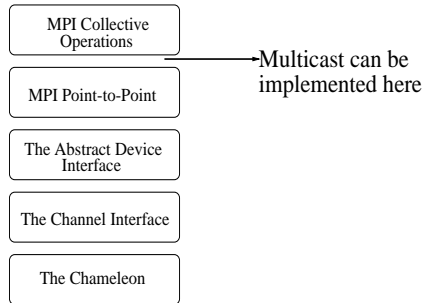 MPI Collective
Operations
Multicast can be
implemented here
MPI Point-to-Point
The Abstract Device
Interface
The Channel Interface
The Chameleon